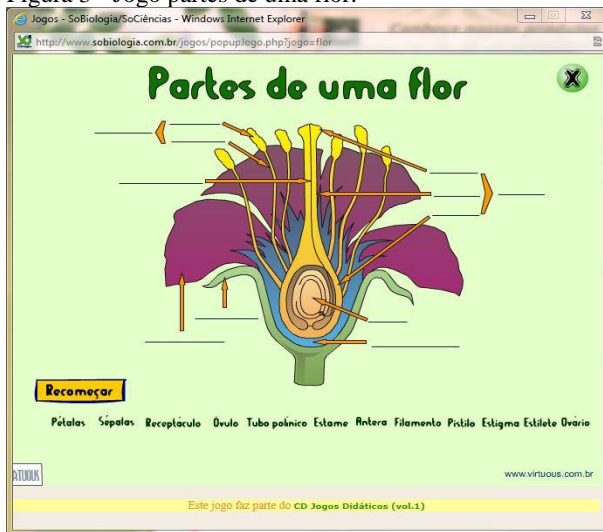 Figura 5 - Jogo partes de uma flor.
Jogos - SoBiologia/SoCiências - Windows Internet Explorer
http://www.sobiologia.com.br/jogos/popupJogo.php?jogo=flor
Partes de uma flor
X
Recomeçar
Pétalas Sépalas Receptáculo Óvulo Tubo polínico Estame Antera Filamento Pistilo Estigma Estilete Ovário
www.virtuous.com.br
Este jogo faz parte do CD Jogos Didáticos (vol.1)